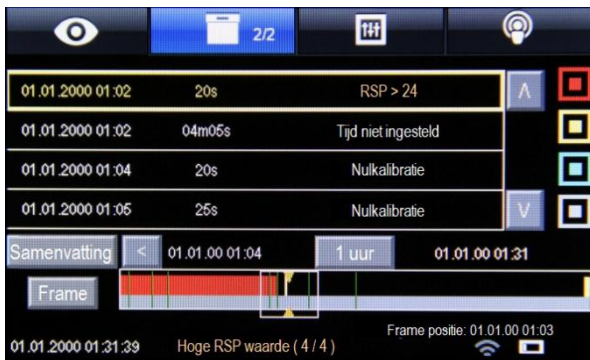 2/2
01.01.2000 01:02 20s RSP > 24
01.01.2000 01:02 04m05s Tijd niet ingesteld
01.01.2000 01:04 20s Nulkalibratie
01.01.2000 01:05 25s Nulkalibratie
Samenvatting < 01.01.00 01:04 1 uur 01.01.00 01:31
Frame
Frame positie: 01.01.00 01:03
01.01.2000 01:31:39 Hoge RSP waarde ( 4 / 4 )